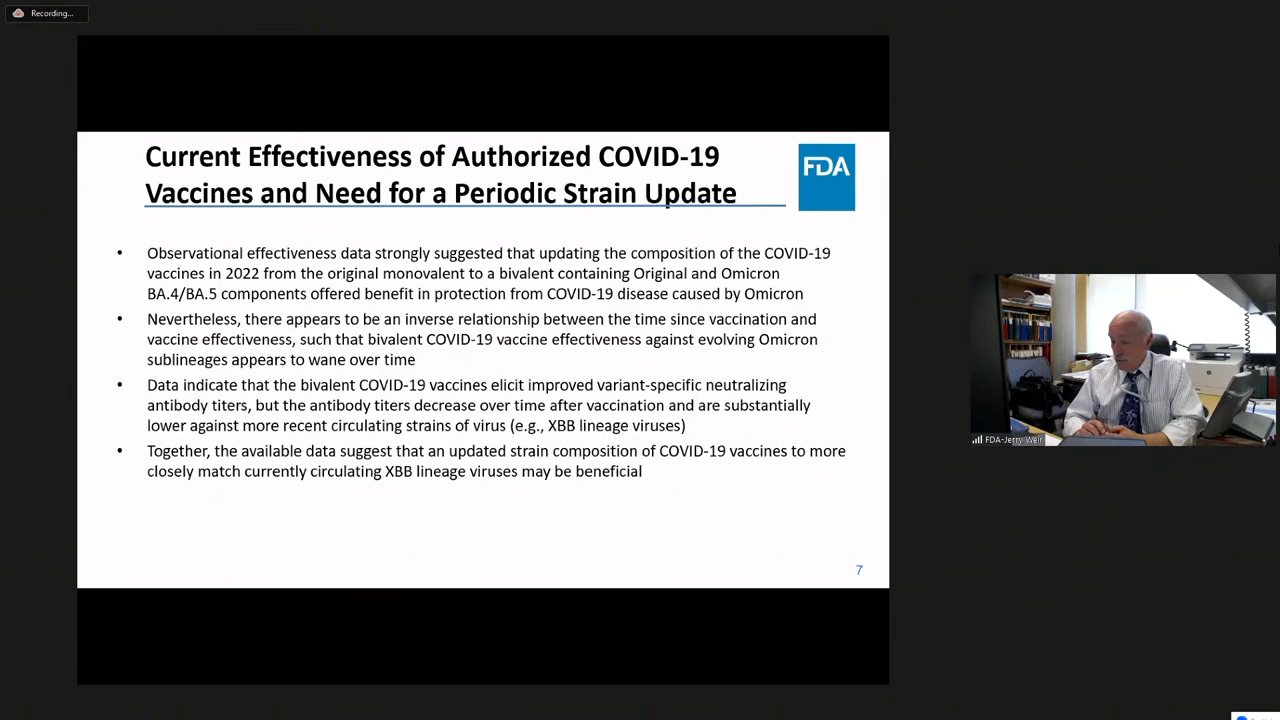 Recording...
Current Effectiveness of Authorized COVID-19
Vaccines and Need for a Periodic Strain Update
FDA
• Observational effectiveness data strongly suggested that updating the composition of the COVID-19
vaccines in 2022 from the original monovalent to a bivalent containing Original and Omicron
BA.4/BA.5 components offered benefit in protection from COVID-19 disease caused by Omicron
• Nevertheless, there appears to be an inverse relationship between the time since vaccination and
vaccine effectiveness, such that bivalent COVID-19 vaccine effectiveness against evolving Omicron
sublineages appears to wane over time
• Data indicate that the bivalent COVID-19 vaccines elicit improved variant-specific neutralizing
antibody titers, but the antibody titers decrease over time after vaccination and are substantially
lower against more recent circulating strains of virus (e.g., XBB lineage viruses)
• Together, the available data suggest that an updated strain composition of COVID-19 vaccines to more
closely match currently circulating XBB lineage viruses may be beneficial
7
FDA-Jerry Weir